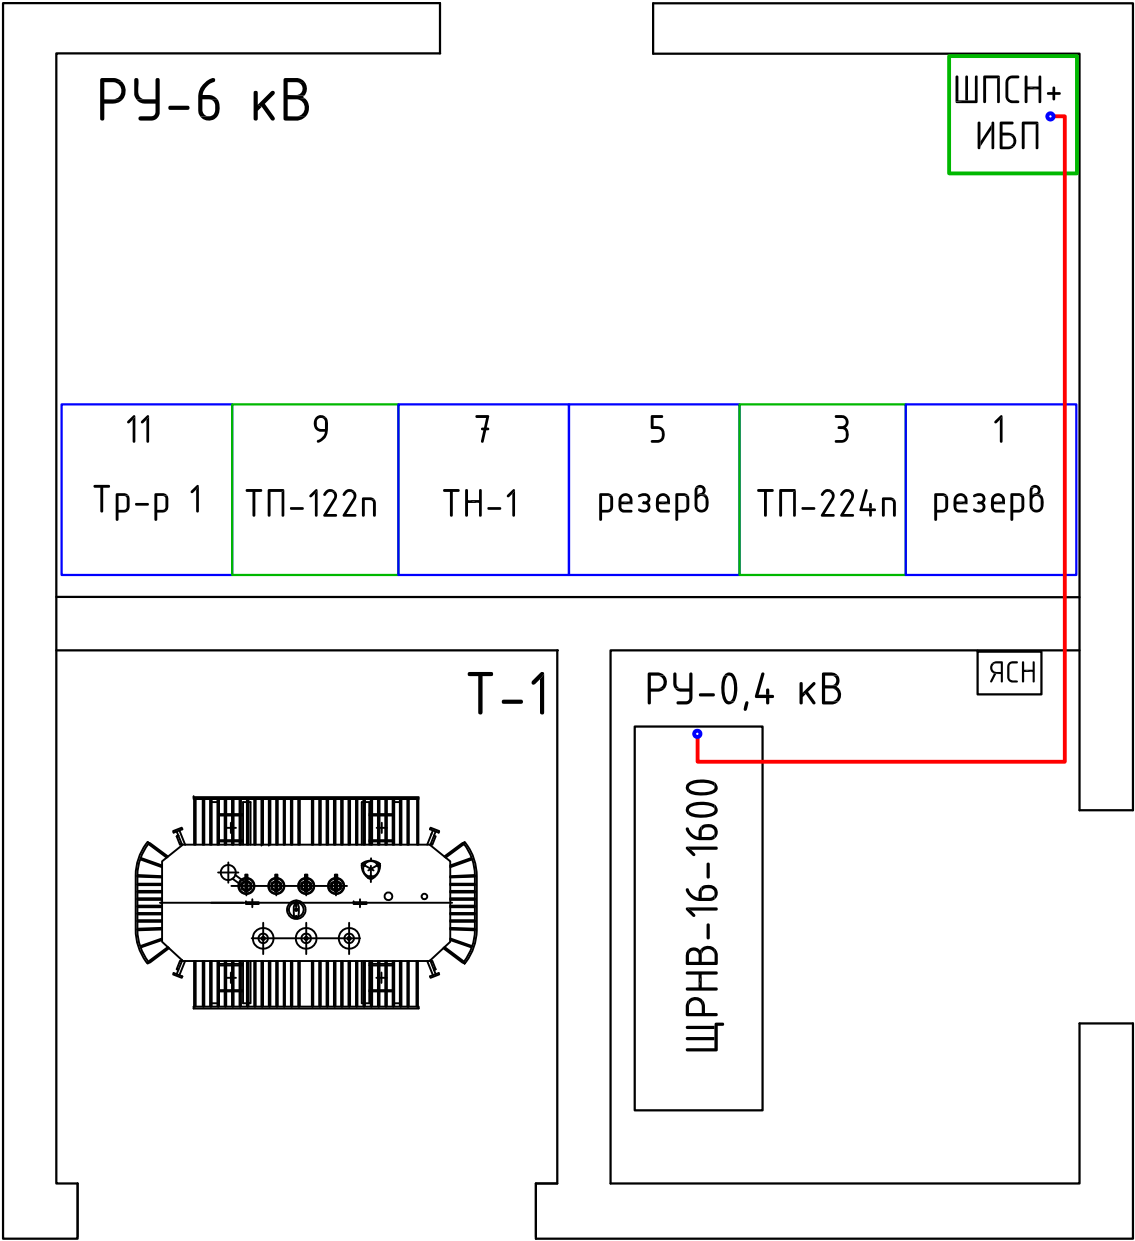 РУ-6 кВ
ШПСН+
ИБП
11
Тр-р 1
9
ТП-122п
7
ТН-1
5
резерв
3
ТП-224п
1
резерв
Т-1
РУ-0,4 кВ
ЯСН
ЩРНВ-16-1600